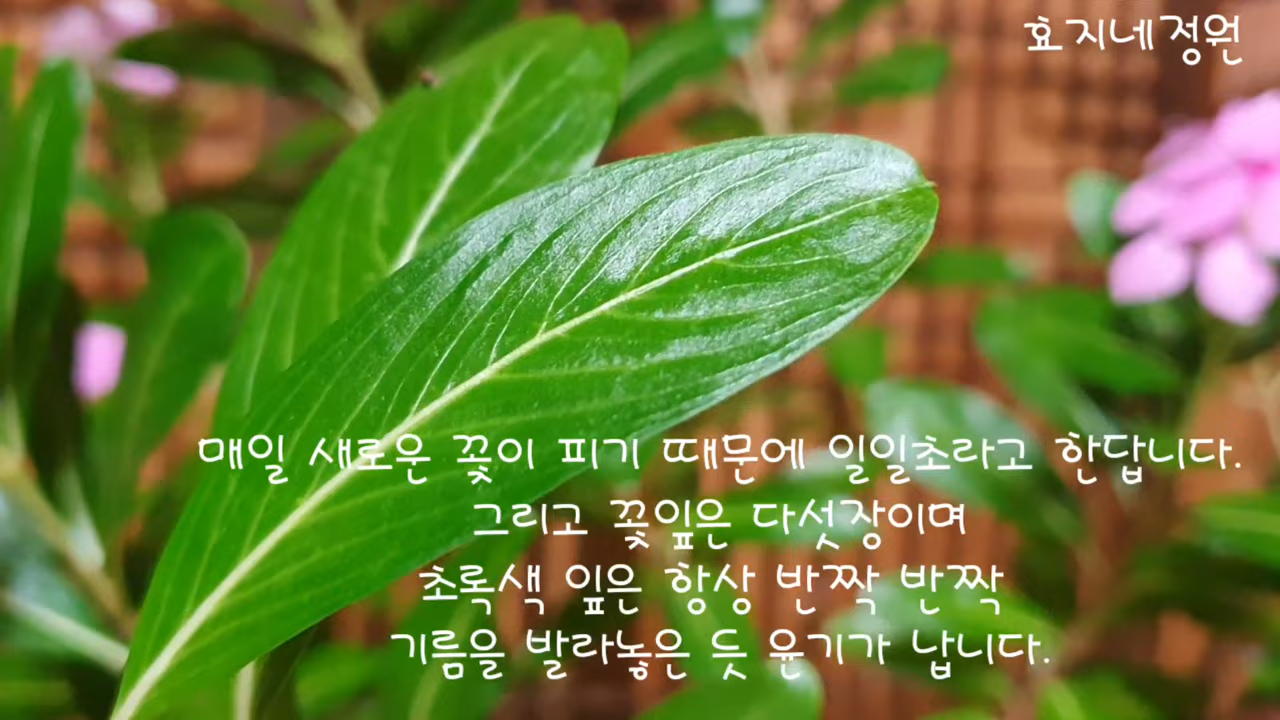 효지네정원
매일 새로운 꽃이 피기 때문에 일일초라고 한답니다.
그리고 꽃잎은 다섯장이며
초록색 잎은 항상 반짝 반짝
기름을 발라놓은 듯 윤기가 납니다.